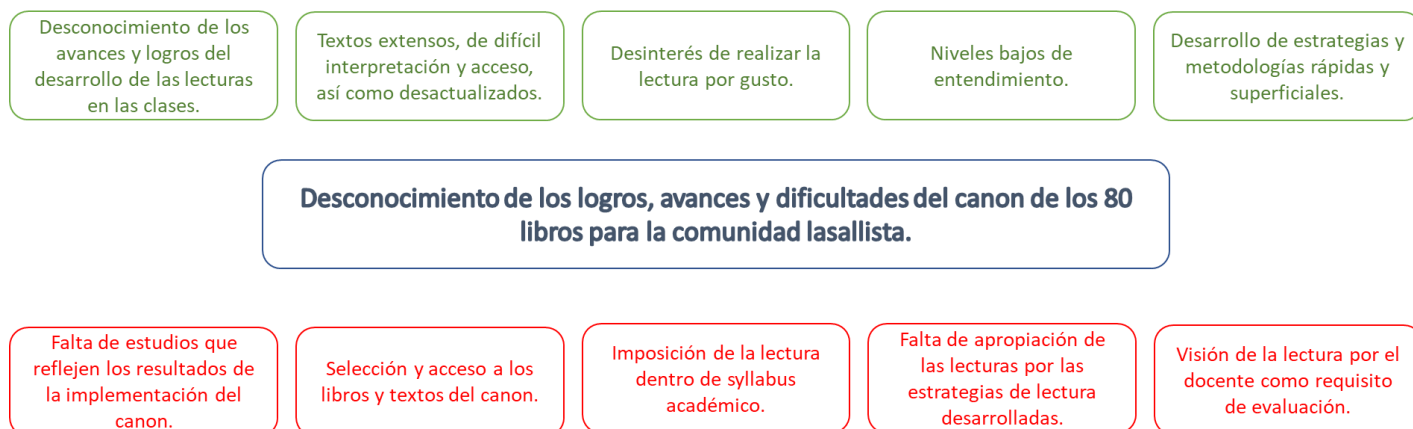 Desconocimiento de los
avances y logros del
desarrollo de las lecturas
en las clases.
Textos extensos, de difícil
interpretación y acceso,
así como desactualizados.
Desinterés de realizar la
lectura por gusto.
Niveles bajos de
entendimiento.
Desarrollo de estrategias y
metodologías rápidas y
superficiales.
Desconocimiento de los logros, avances y dificultades del canon de los 80
libros para la comunidad lasallista.
Falta de estudios que
reflejen los resultados de
la implementación del
canon.
Selección y acceso a los
libros y textos del canon.
Imposición de la lectura
dentro de syllabus
académico.
Falta de apropiación de
las lecturas por las
estrategias de lectura
desarrolladas.
Visión de la lectura por el
docente como requisito
de evaluación.